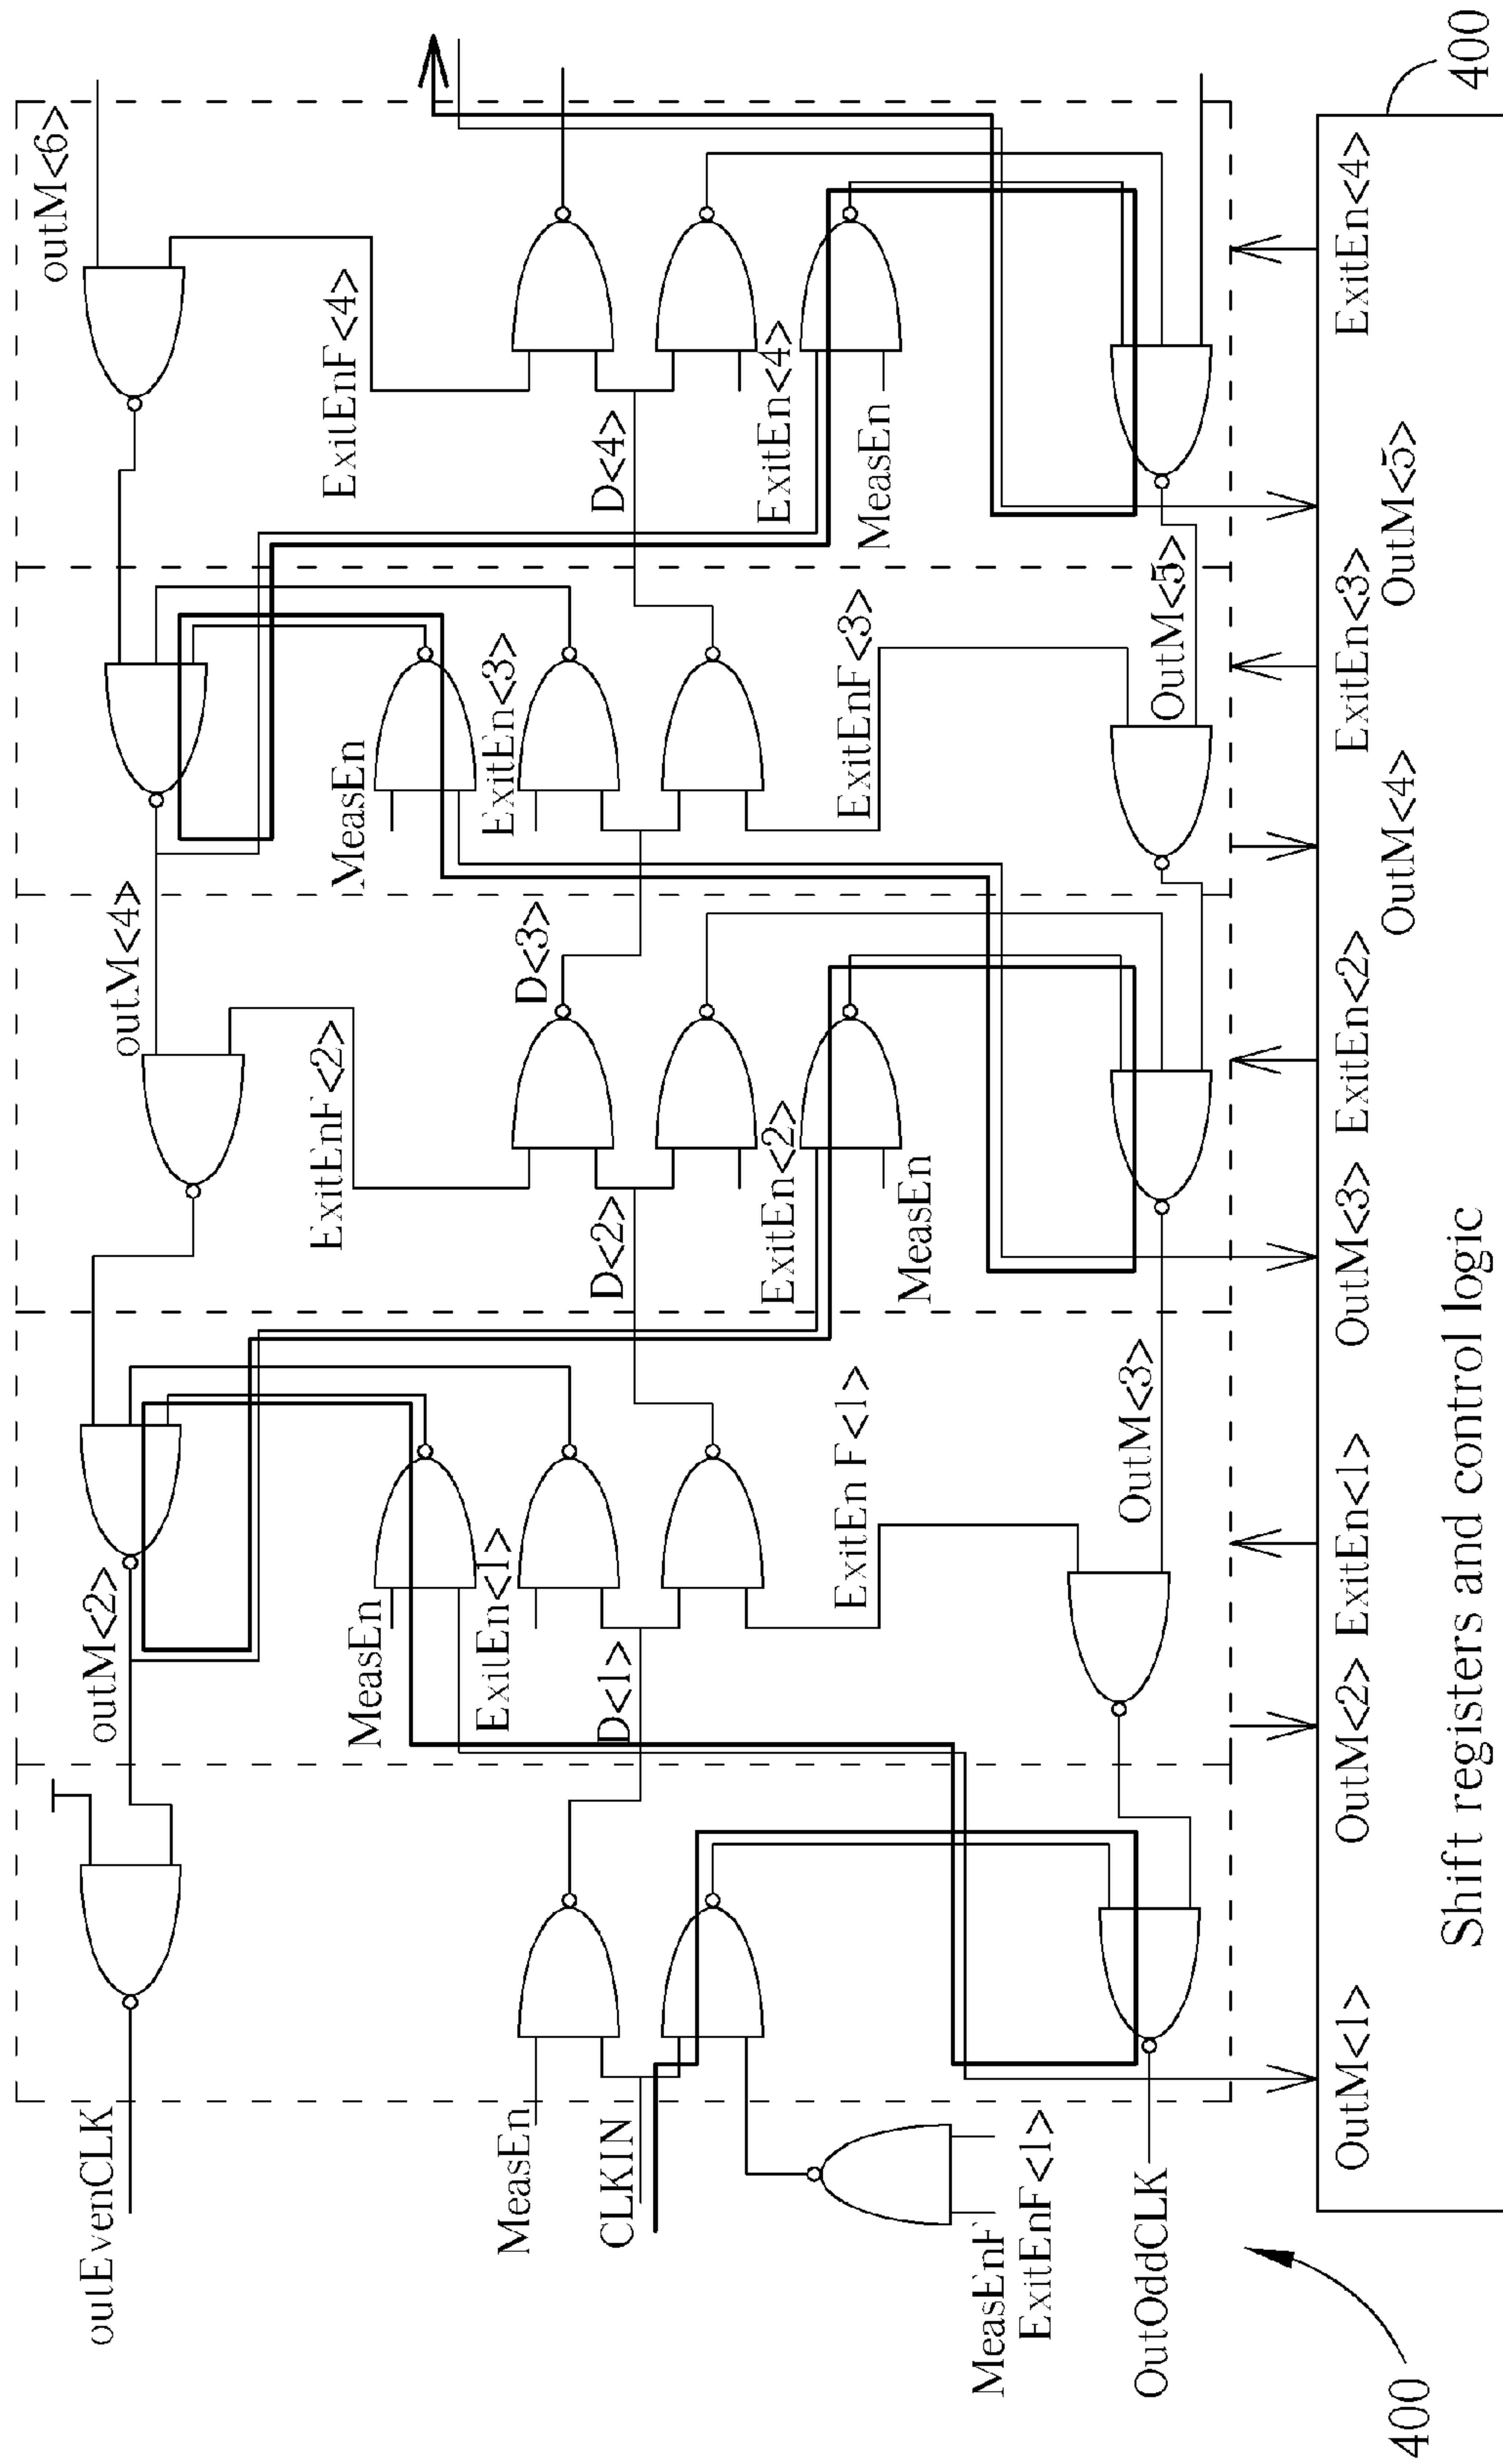 outEvenCLK
outM<2>
outM<4>
outM<6>
MeasEn
ExitEnF<2>
MeasEn
ExitEnF<4>
MeasEn
ExitEn<1>
D<3>
ExitEn<3>
CLKIN
D<1>
D<2>
D<4>
ExitEn<2>
ExitEn<4>
ExitEnF<1>
MeasEn
ExitEnF<3>
MeasEn
MeasEnF
ExitEnF<1>
OutOddCLK
OutM<3>
OutM<5>
OutM<1>
OutM<2>
ExitEn<1>
OutM<3>
ExitEn<2>
ExitEn<3>
ExitEn<4>
OutM<4>
OutM<5>
Shift registers and control logic
400
400